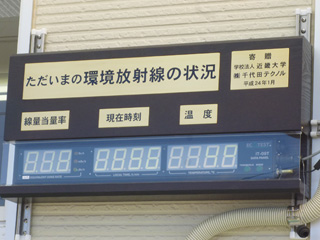 ただいまの環境放射線の状況
寄贈
学校法人 近畿大学
㈱千代田テクノル
平成24年1月
線量当量率
現在時刻
温度